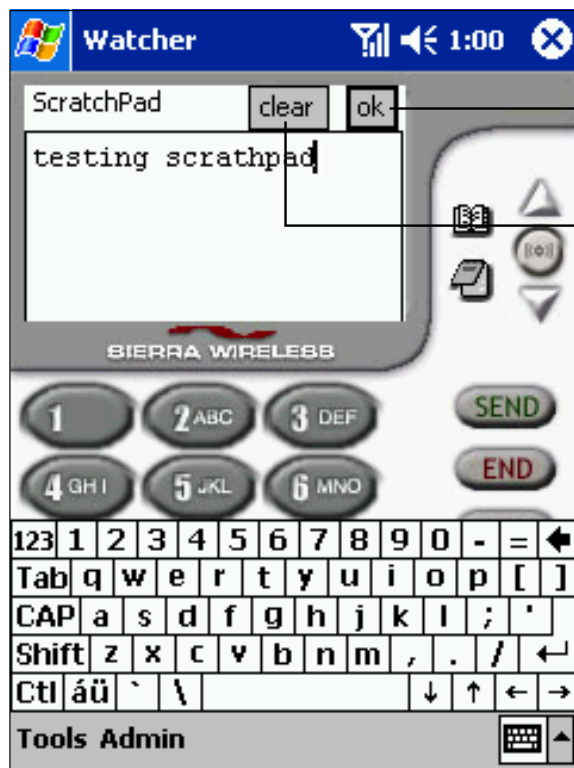 Watcher 1:00
ScratchPad clear ok
testing scrathpad
SIERRA WIRELESS
1 2 ABC 3 DEF SEND
4 GHI 5 JKL 6 MNO END
123 1 2 3 4 5 6 7 8 9 0 - = 
Tab q w e r t y u i o p [ ]
CAP a s d f g h j k l ; '
Shift z x c v b n m , . / ↵
Ctl áü ` \ ↓ ↑ ← →
Tools Admin